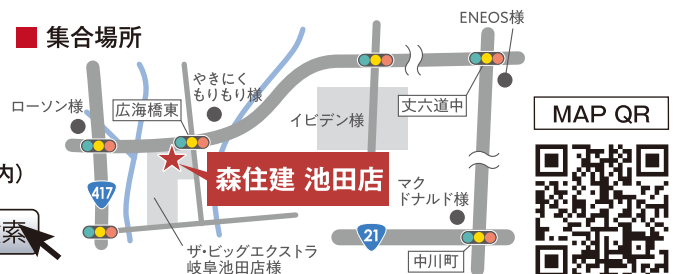 集合場所
ENEOS様
やきにく
もりもり様
ローソン様
広海橋東
丈六道中
イビデン様
MAP QR
内）
森住建 池田店
417
マク
ドナルド様
索
21
ザ・ビッグエクストラ
岐阜池田店様
中川町